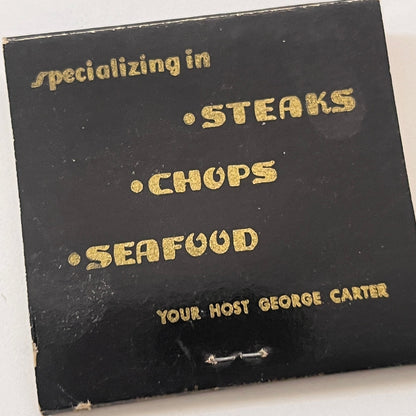 specializing in
• STEAKS
• CHOPS
• SEAFOOD
YOUR HOST GEORGE CARTER